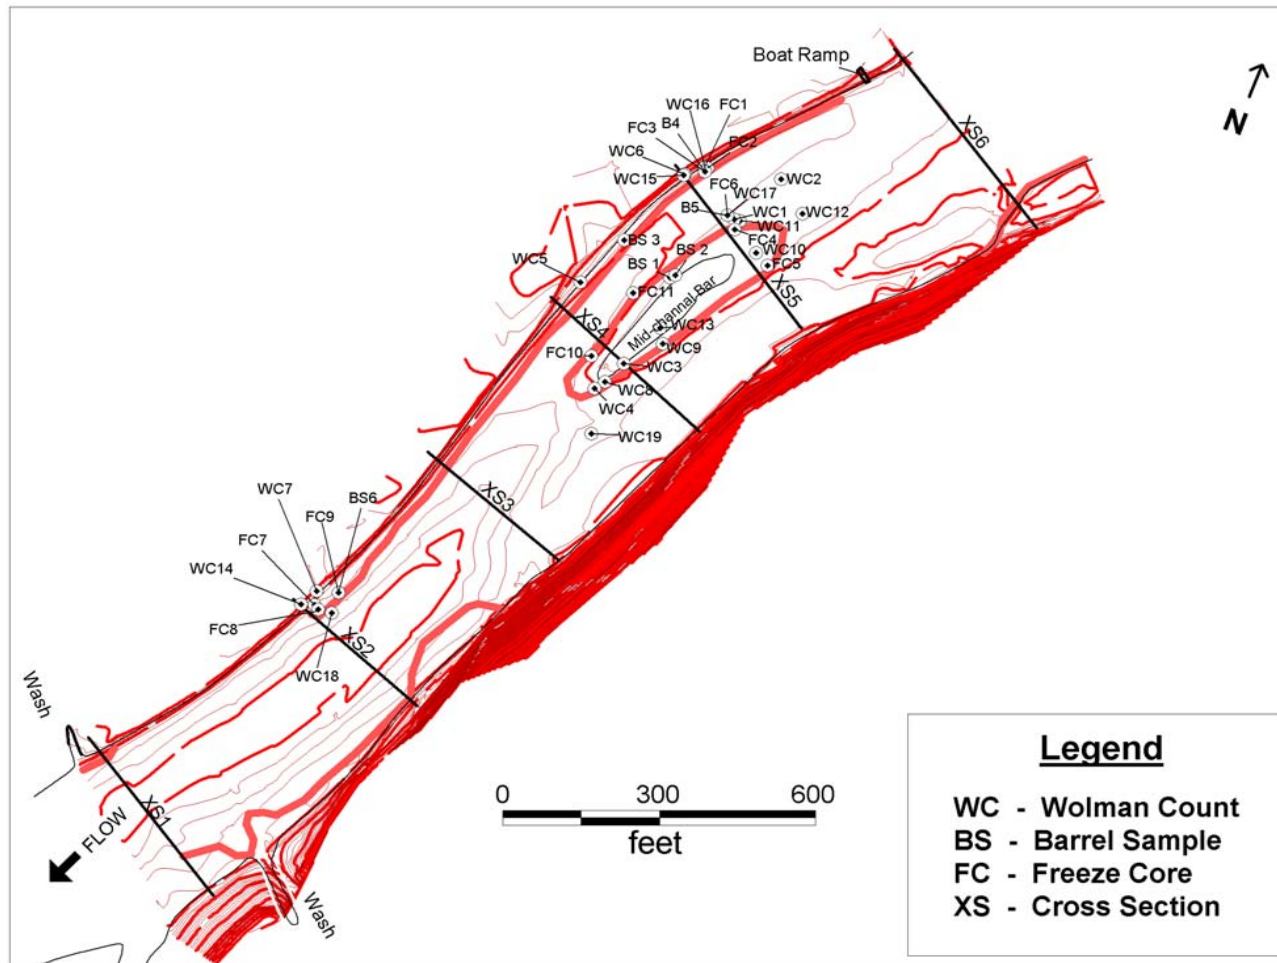 Boat Ramp
N
WC16
FC1
B4
FC3
FC2
WC6
WC15
XS6
FC6
WC2
WC17
B5
WC1
WC12
WC11
FC4
WC10
FC5
BS 3
BS 2
BS 1
WC5
FC11
XS5
Mid-channal Bar
XS4
WC13
WC9
FC10
WC3
WC8
WC4
WC19
XS3
WC7
BS6
FC9
FC7
WC14
FC8
XS2
WC18
Wash
X61
FLOW
Wash
0 300 600
feet
Legend
WC - Wolman Count
BS - Barrel Sample
FC - Freeze Core
XS - Cross Section